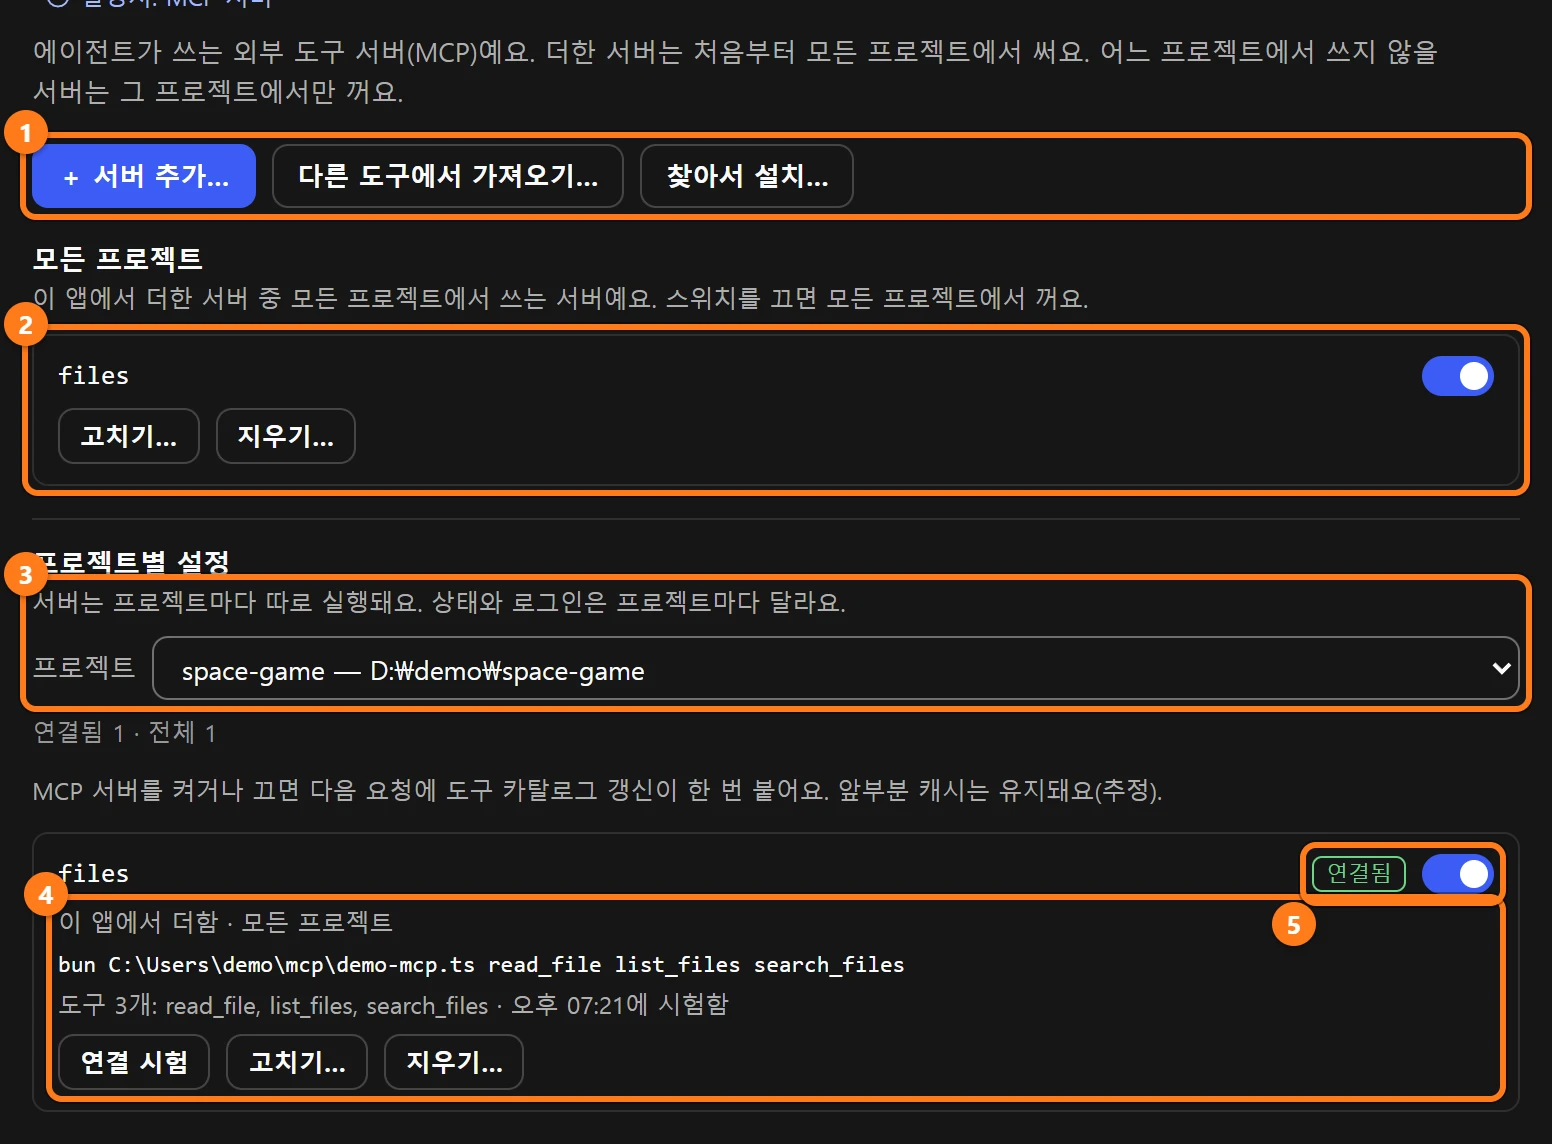 MCP 서버
에이전트가 쓰는 외부 도구 서버(MCP)예요. 더한 서버는 처음부터 모든 프로젝트에서 써요. 어느 프로젝트에서 쓰지 않을
서버는 그 프로젝트에서만 꺼요.
1
+ 서버 추가... 다른 도구에서 가져오기... 찾아서 설치...
모든 프로젝트
이 앱에서 더한 서버 중 모든 프로젝트에서 쓰는 서버예요. 스위치를 끄면 모든 프로젝트에서 꺼요.
2
files
고치기... 지우기...
프로젝트별 설정
3
서버는 프로젝트마다 따로 실행돼요. 상태와 로그인은 프로젝트마다 달라요.
프로젝트 space-game — D:₩demo₩space-game
연결됨 1 · 전체 1
MCP 서버를 켜거나 끄면 다음 요청에 도구 카탈로그 갱신이 한 번 붙어요. 앞부분 캐시는 유지돼요(추정).
files 연결됨
4
5
이 앱에서 더함 · 모든 프로젝트
bun C:\Users\demo\mcp\demo-mcp.ts read_file list_files search_files
도구 3개: read_file, list_files, search_files · 오후 07:21에 시험함
연결 시험 고치기... 지우기...